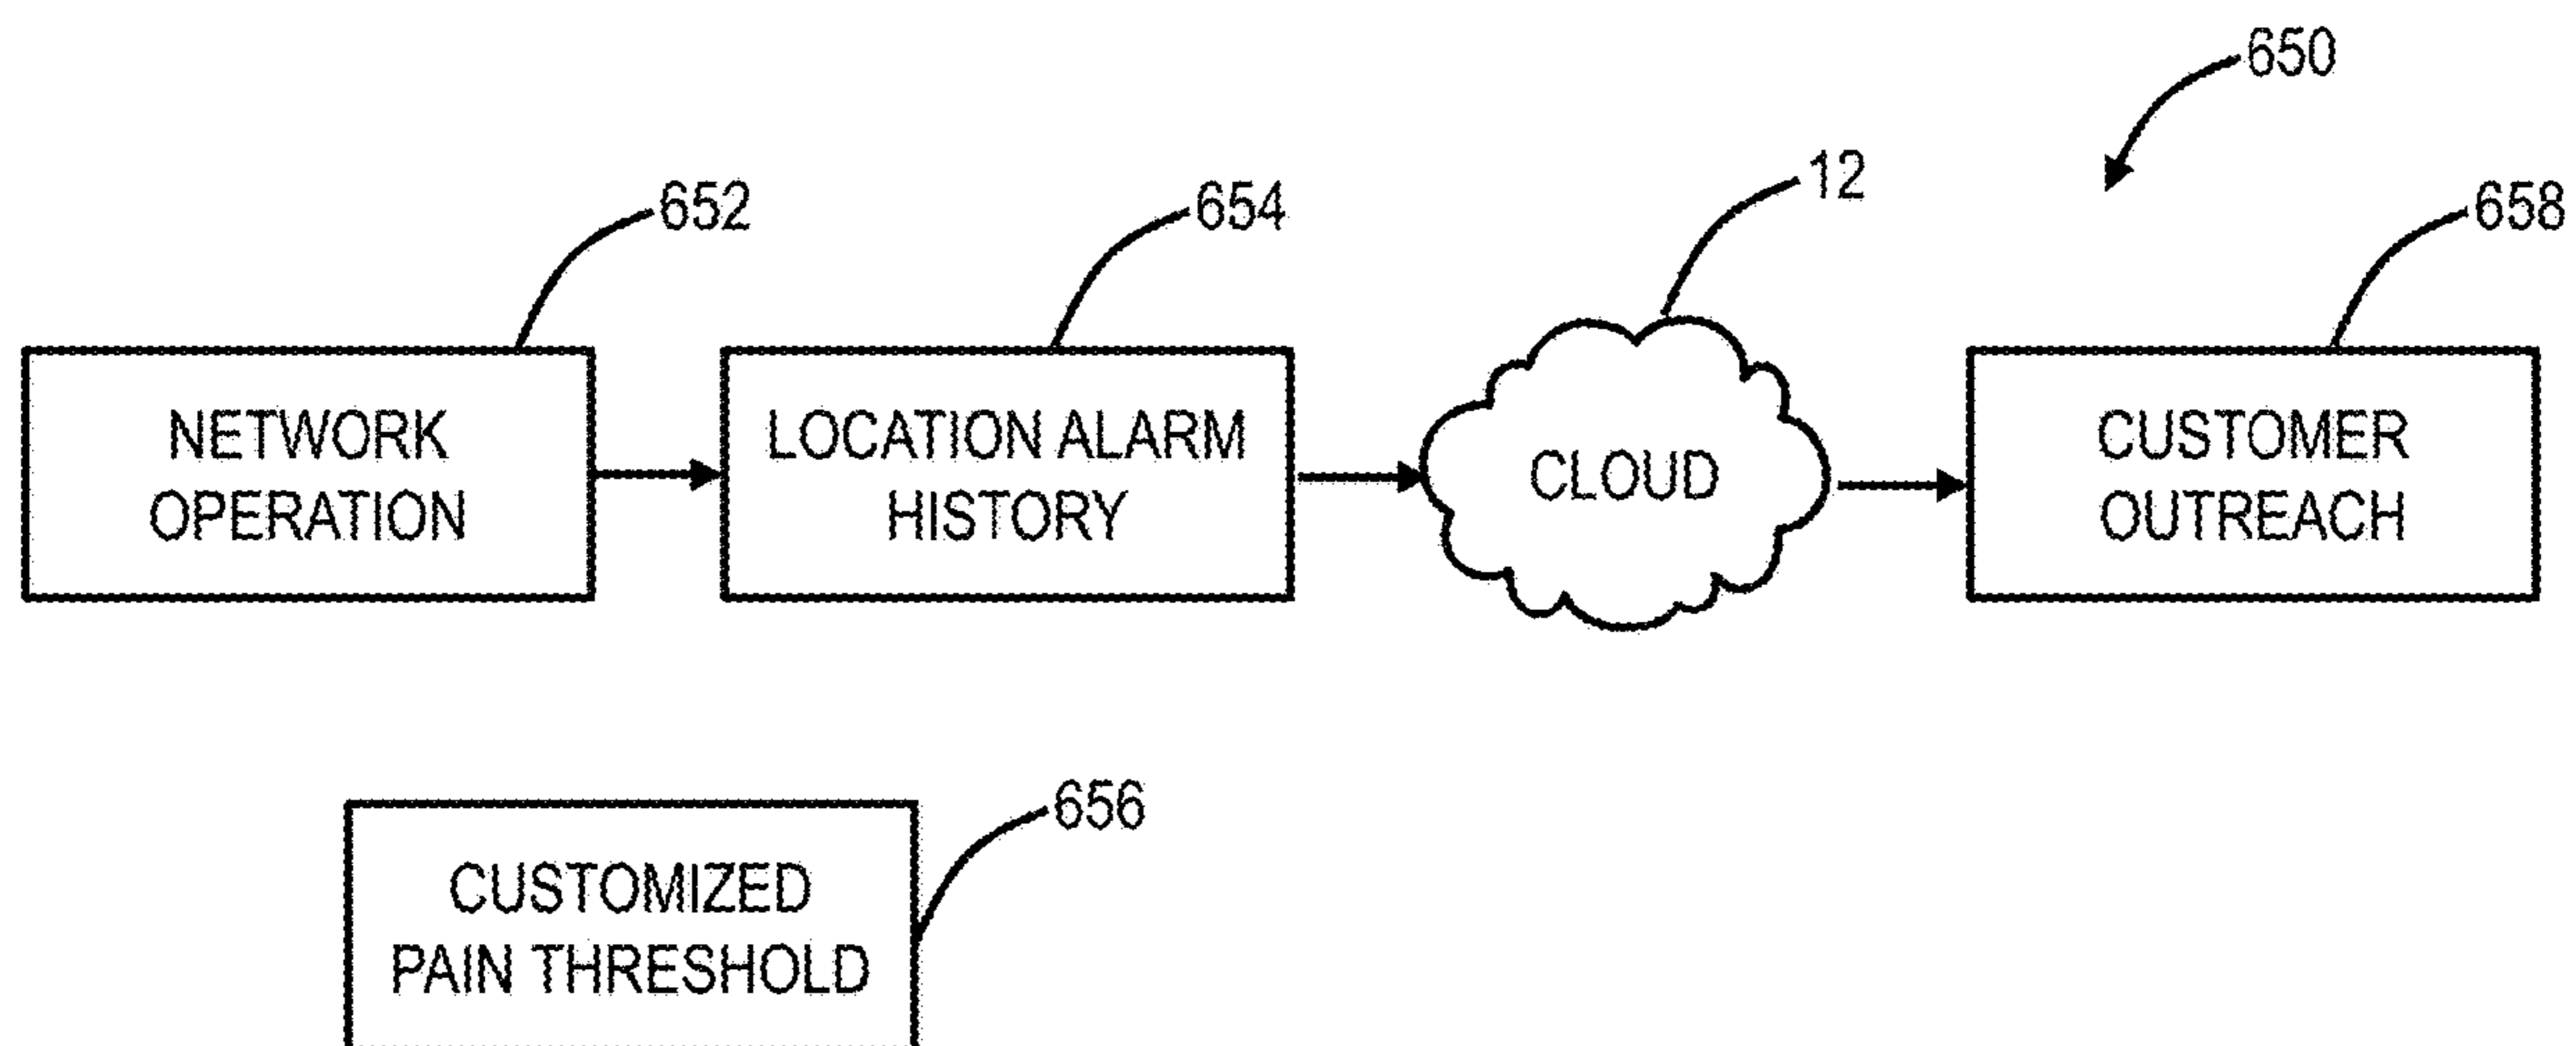 650
12
652
654
658
NETWORK
OPERATION
LOCATION ALARM
HISTORY
CLOUD
CUSTOMER
OUTREACH
656
CUSTOMIZED
PAIN THRESHOLD